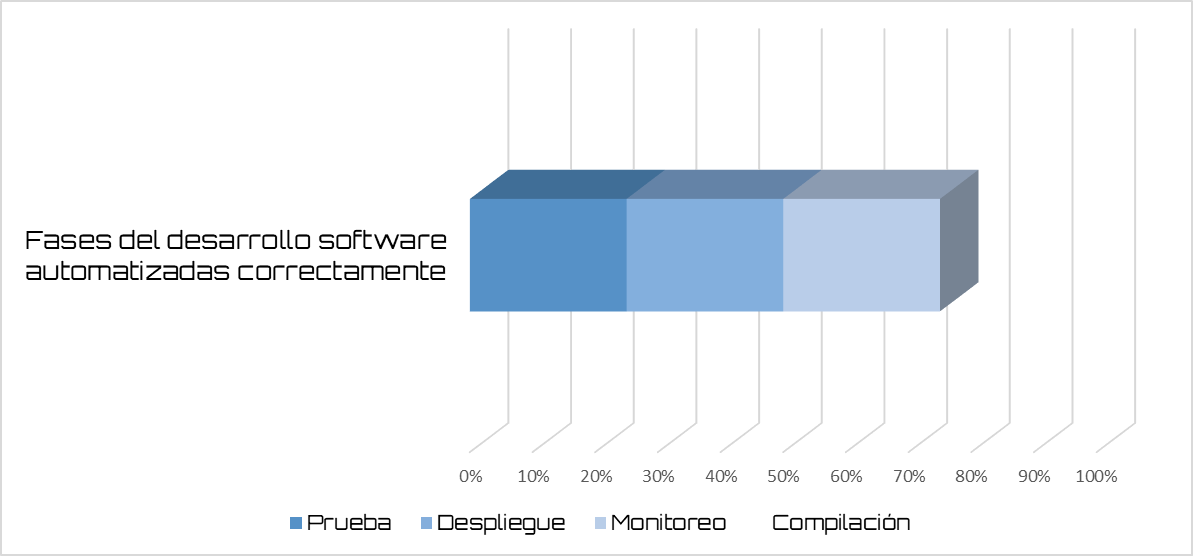 Fases del desarrollo software
automatizadas correctamente
0% 10% 20% 30% 40% 50% 60% 70% 80% 90% 100%
Prueba Despliegue Monitoreo Compilación